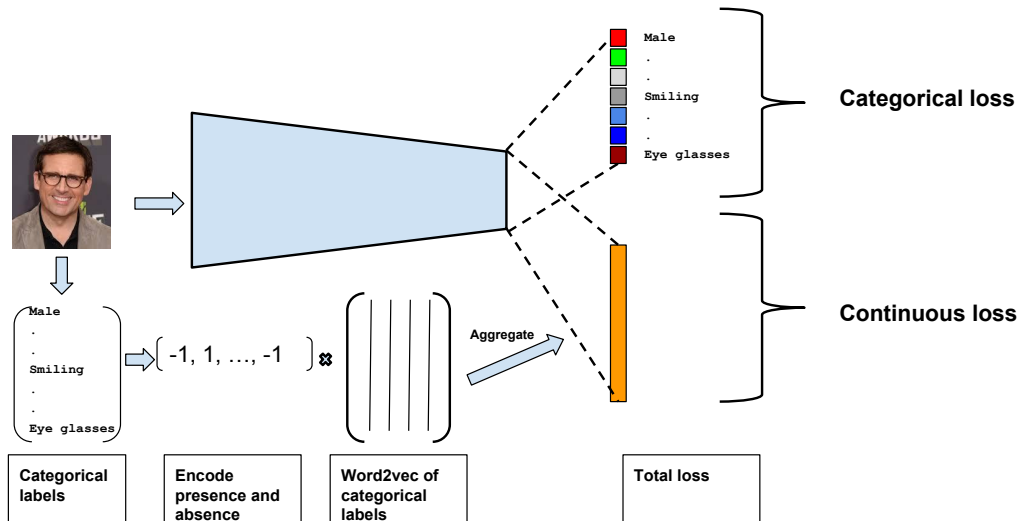 Male
.
.
Smiling
.
.
Eye glasses
Categorical loss
Continuous loss
Aggregate
Male
.
.
Smiling
.
.
Eye glasses
-1, 1, ..., -1
Categorical
labels
Encode
presence and
absence
Word2vec of
categorical
labels
Total loss